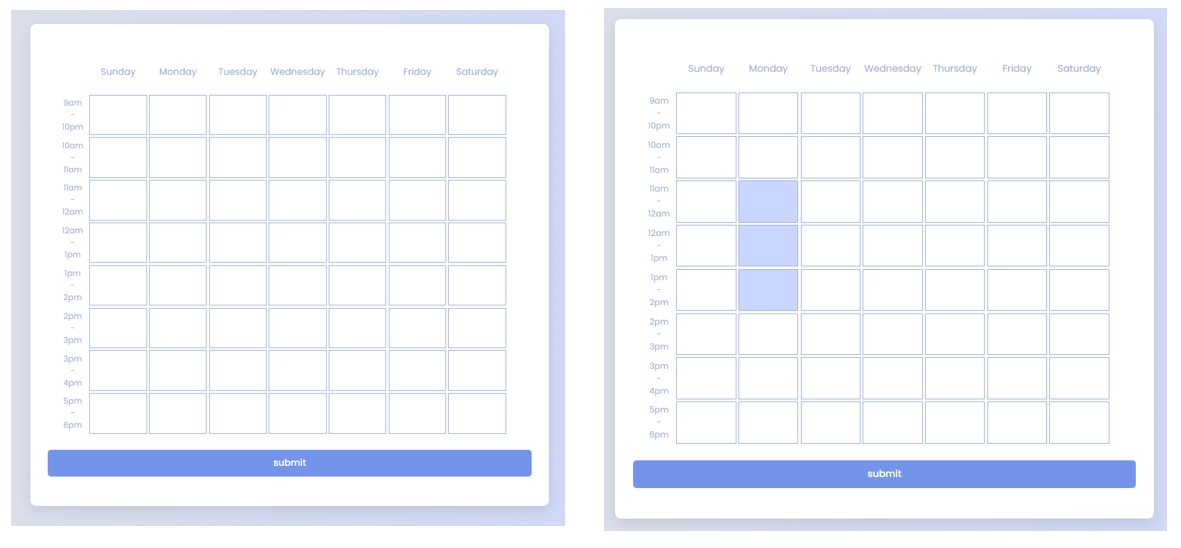 Sunday Monday Tuesday Wednesday Thursday Friday Saturday
9am
-
10pm
10am
-
11am
11am
-
12am
12am
-
1pm
1pm
-
2pm
2pm
-
3pm
3pm
-
4pm
5pm
-
6pm
submit
Sunday Monday Tuesday Wednesday Thursday Friday Saturday
9am
-
10pm
10am
-
11am
11am
-
12am
12am
-
1pm
1pm
-
2pm
2pm
-
3pm
3pm
-
4pm
5pm
-
6pm
submit